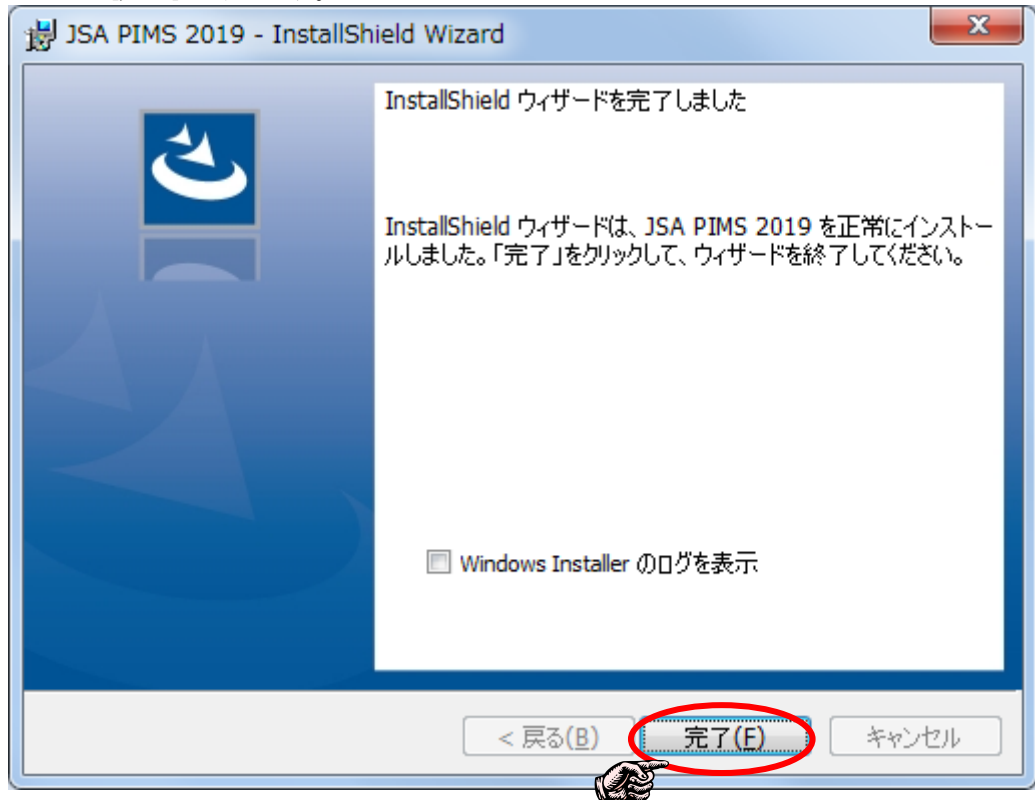 JSA PIMS 2019 - InstallShield Wizard
InstallShield ウィザードを完了しました
InstallShield ウィザードは、JSA PIMS 2019 を正常にインストー
ルしました。「完了」をクリックして、ウィザードを終了してください。
Windows Installer のログを表示
< 戻る(B) 完了(F) キャンセル